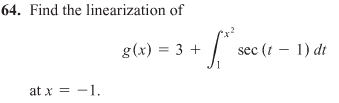 64. Find the linearization of
g(x) = 3 + ∫₁^{x²} sec (t − 1) dt
at x = −1.